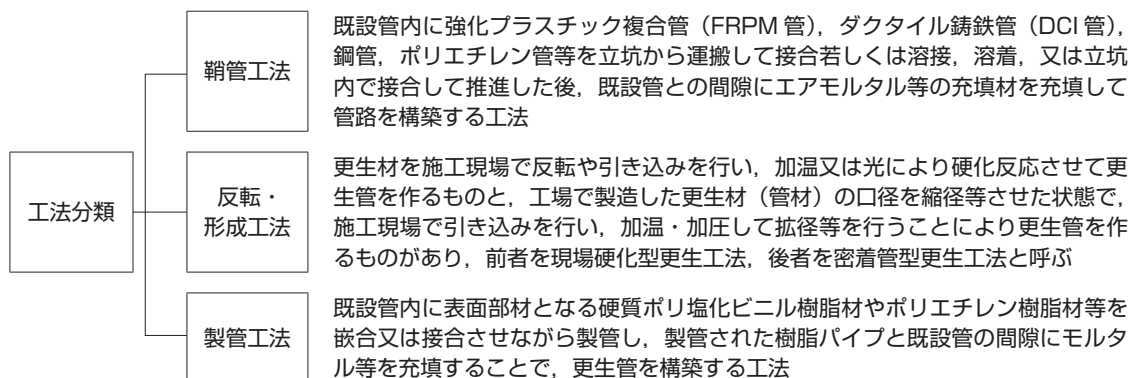 工法分類
鞘管工法
既設管内に強化プラスチック複合管（FRPM 管），ダクタイル鋳鉄管（DCI 管），
鋼管，ポリエチレン管等を立坑から運搬して接合若しくは溶接，溶着，又は立坑
内で接合して推進した後，既設管との間隙にエアモルタル等の充填材を充填して
管路を構築する工法
反転・
形成工法
更生材を施工現場で反転や引き込みを行い，加温又は光により硬化反応させて更
生管を作るものと，工場で製造した更生材（管材）の口径を縮径等させた状態で，
施工現場で引き込みを行い，加温・加圧して拡径等を行うことにより更生管を作
るものがあり，前者を現場硬化型更生工法，後者を密着管型更生工法と呼ぶ
製管工法
既設管内に表面部材となる硬質ポリ塩化ビニル樹脂材やポリエチレン樹脂材等を
嵌合又は接合させながら製管し，製管された樹脂パイプと既設管の間隙にモルタ
ル等を充填することで，更生管を構築する工法